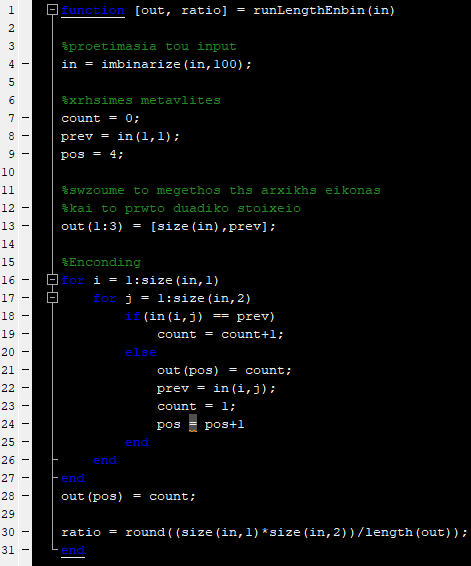 1 function [out, ratio] = runLengthEnbin(in)
2
3 %proetimasia tou input
4 in = imbinarize(in,100);
5
6 %xrhsimes metavlites
7 count = 0;
8 prev = in(1,1);
9 pos = 4;
10
11 %swzoume to megethos ths arxikhs eikonas
12 %kai to prwto duadiko stoixeio
13 out(1:3) = [size(in),prev];
14
15 %Enconding
16 for i = 1:size(in,1)
17 for j = 1:size(in,2)
18 if(in(i,j) == prev)
19 count = count+1;
20 else
21 out(pos) = count;
22 prev = in(i,j);
23 count = 1;
24 pos = pos+1
25 end
26 end
27 end
28 out(pos) = count;
29
30 ratio = round((size(in,1)*size(in,2))/length(out));
31 end